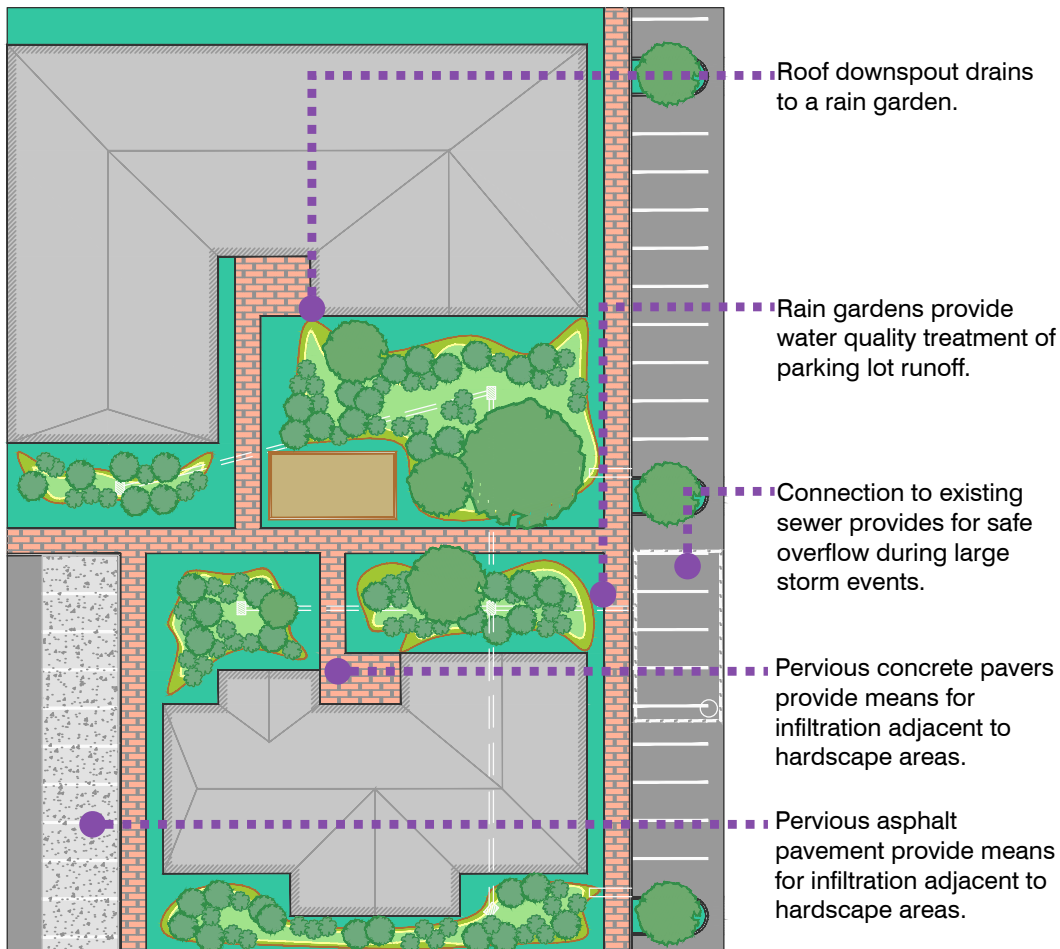 Roof downspout drains
to a rain garden.
Rain gardens provide
water quality treatment of
parking lot runoff.
Connection to existing
sewer provides for safe
overflow during large
storm events.
Pervious concrete pavers
provide means for
infiltration adjacent to
hardscape areas.
Pervious asphalt
pavement provide means
for infiltration adjacent to
hardscape areas.